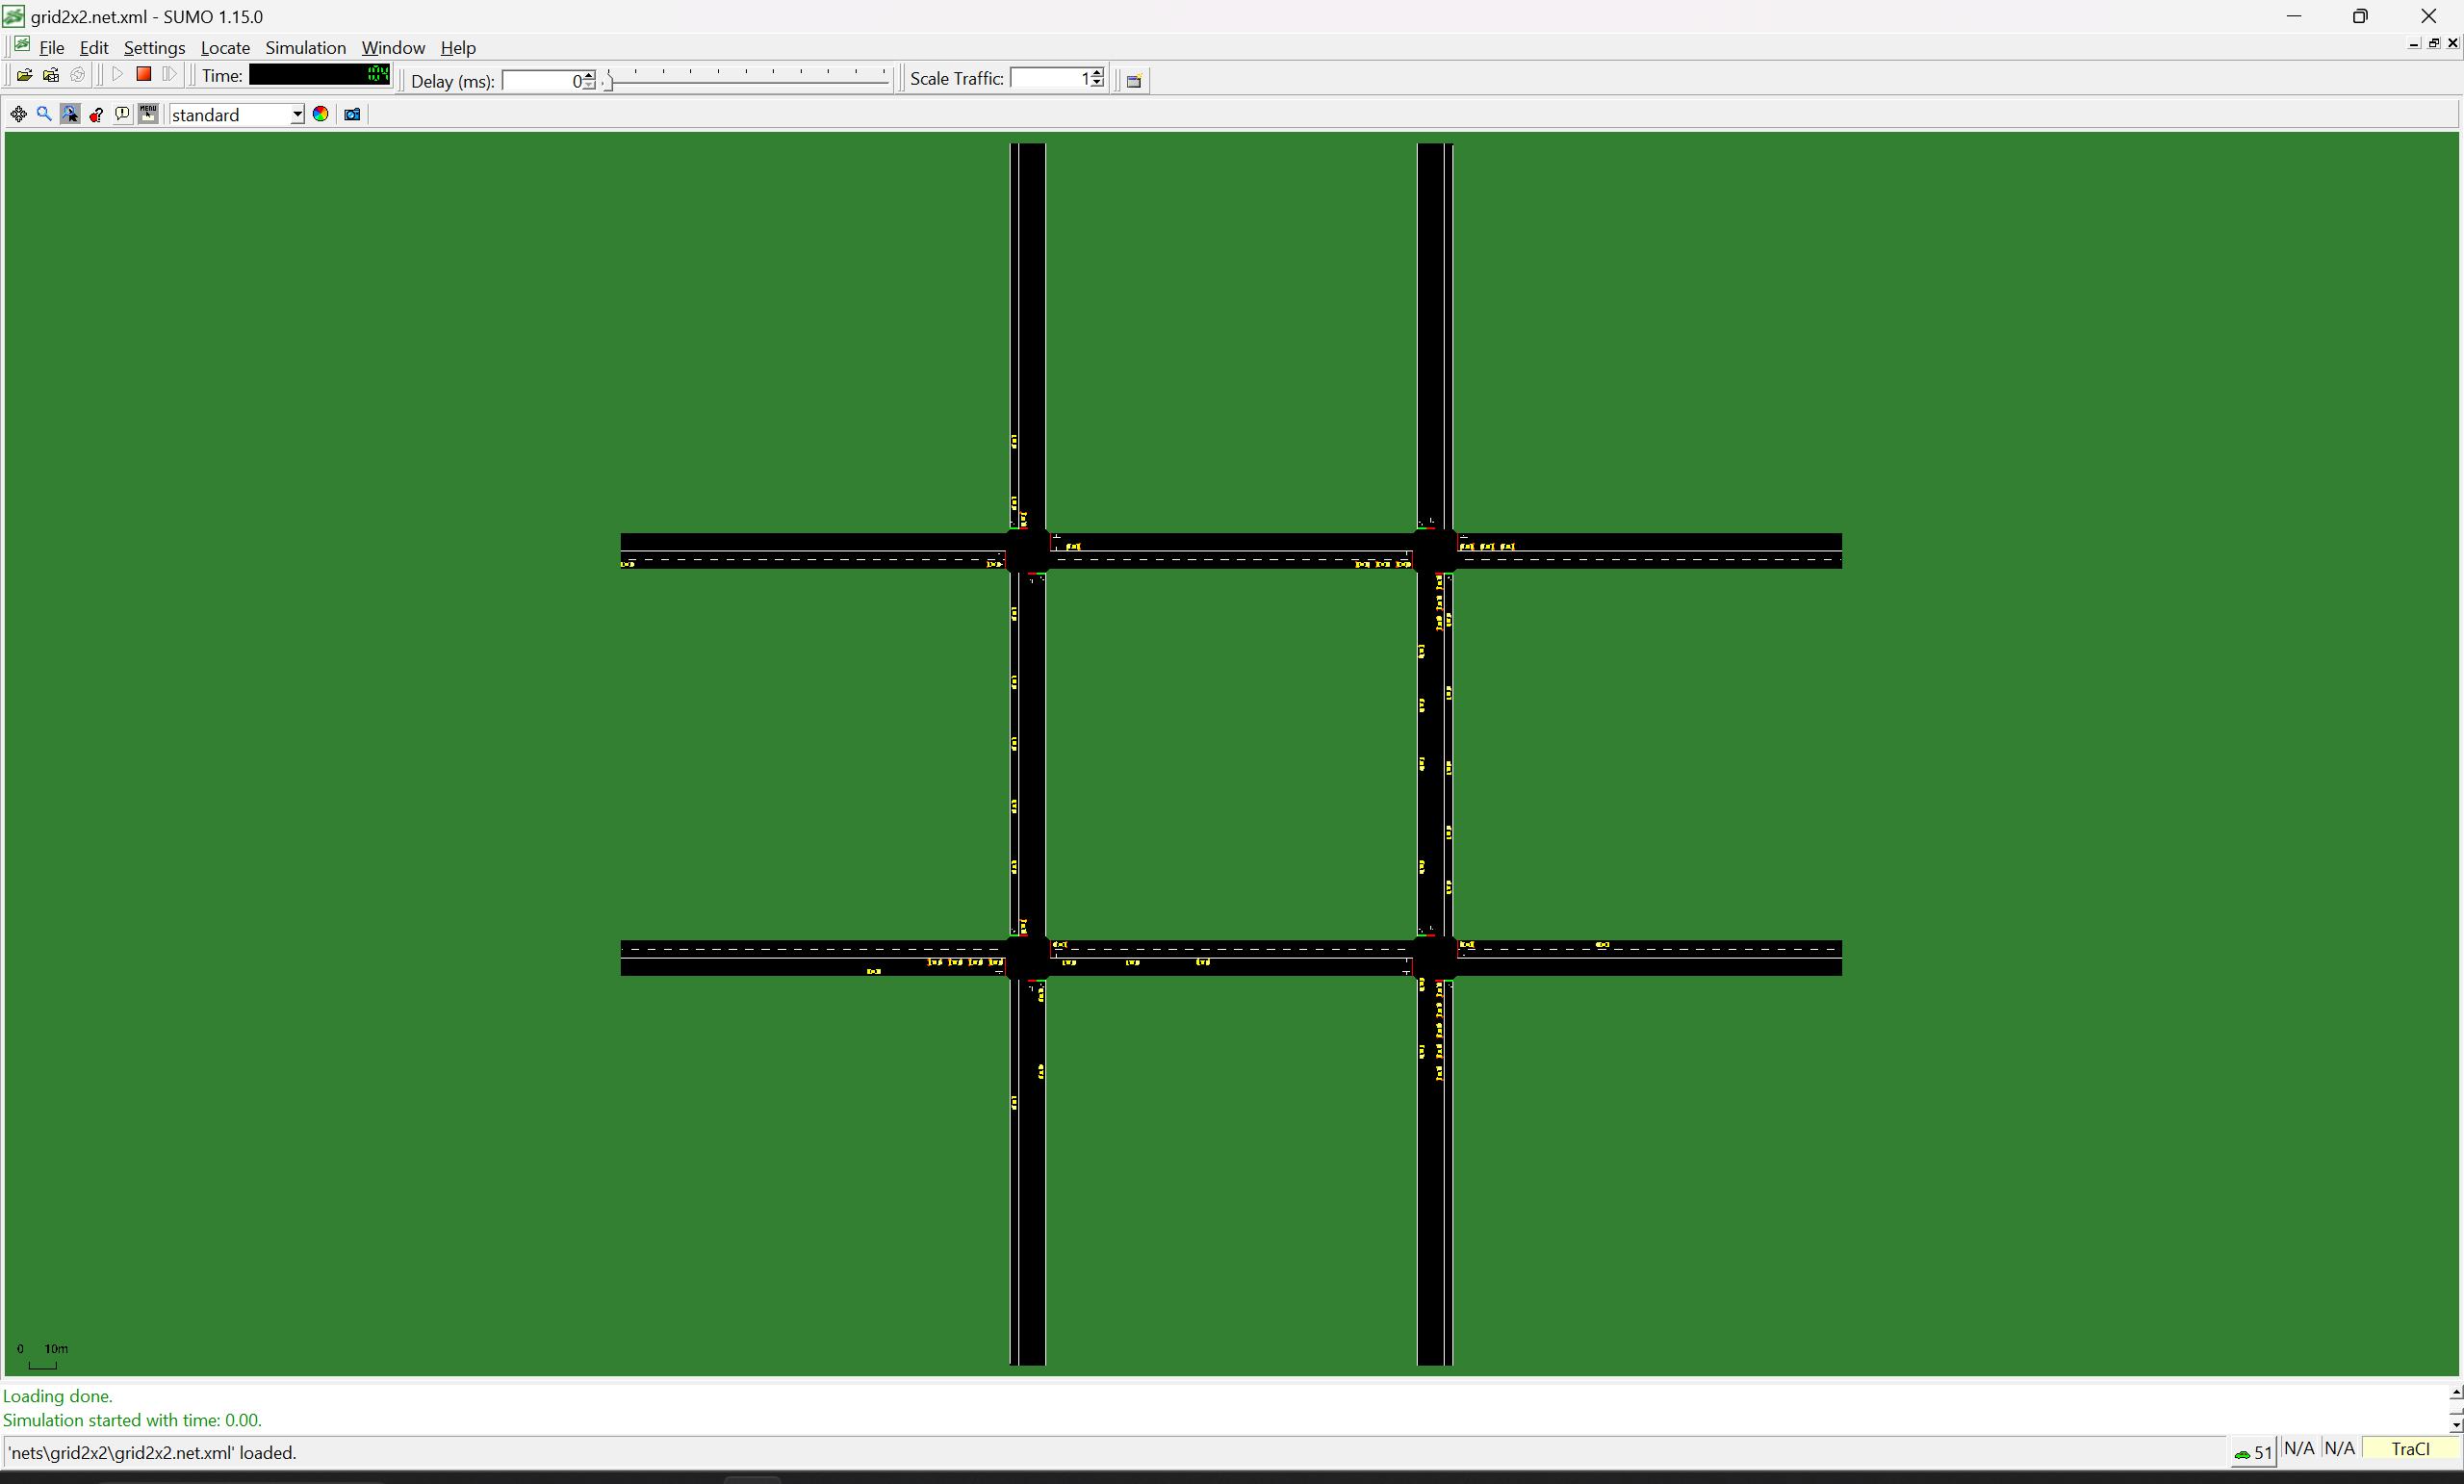 grid2x2.net.xml - SUMO 1.15.0
File Edit Settings Locate Simulation Window Help
Time: 104 Delay (ms): 0 Scale Traffic: 1
MENU standard
0 10m
Loading done.
Simulation started with time: 0.00.
'nets\grid2x2\grid2x2.net.xml' loaded. 51 N/A N/A TraCI